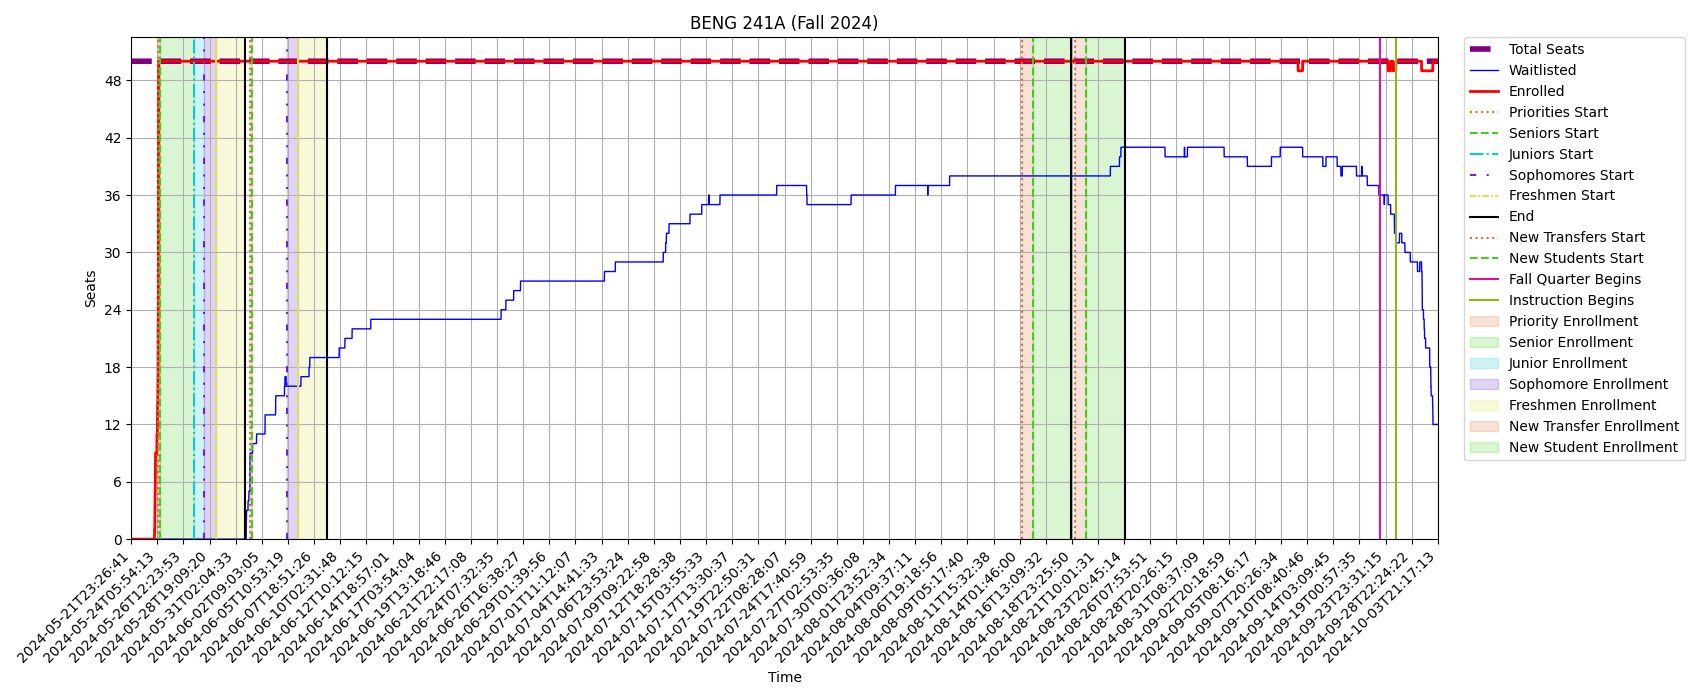 BENG 241A (Fall 2024)
Seats
48
42
36
30
24
18
12
6
0
2024-05-21T23:26:41
2024-05-24T05:54:13
2024-05-26T12:23:53
2024-05-28T19:09:20
2024-05-31T02:04:33
2024-06-02T09:03:05
2024-06-05T10:53:19
2024-06-07T18:51:26
2024-06-10T02:31:48
2024-06-12T10:12:15
2024-06-14T18:57:01
2024-06-17T03:54:04
2024-06-19T13:18:46
2024-06-21T22:17:08
2024-06-24T07:32:35
2024-06-26T16:38:27
2024-06-29T01:39:56
2024-07-01T11:12:07
2024-07-04T14:41:33
2024-07-06T23:53:24
2024-07-09T09:22:58
2024-07-12T18:28:38
2024-07-15T03:55:33
2024-07-17T13:30:37
2024-07-19T22:50:31
2024-07-22T08:28:07
2024-07-24T17:40:59
2024-07-27T02:53:35
2024-07-30T00:36:08
2024-08-01T23:52:34
2024-08-04T09:37:11
2024-08-06T19:18:56
2024-08-09T05:17:40
2024-08-11T15:32:38
2024-08-14T01:46:00
2024-08-16T13:09:32
2024-08-18T23:25:50
2024-08-21T10:01:31
2024-08-23T20:45:14
2024-08-26T07:53:51
2024-08-28T20:26:15
2024-08-31T08:37:09
2024-09-02T20:18:59
2024-09-05T08:16:17
2024-09-07T20:26:34
2024-09-10T08:40:46
2024-09-14T03:09:45
2024-09-19T00:57:35
2024-09-23T23:31:15
2024-09-28T22:24:22
2024-10-03T21:17:13
Time
Total Seats
Waitlisted
Enrolled
Priorities Start
Seniors Start
Juniors Start
Sophomores Start
Freshmen Start
End
New Transfers Start
New Students Start
Fall Quarter Begins
Instruction Begins
Priority Enrollment
Senior Enrollment
Junior Enrollment
Sophomore Enrollment
Freshmen Enrollment
New Transfer Enrollment
New Student Enrollment